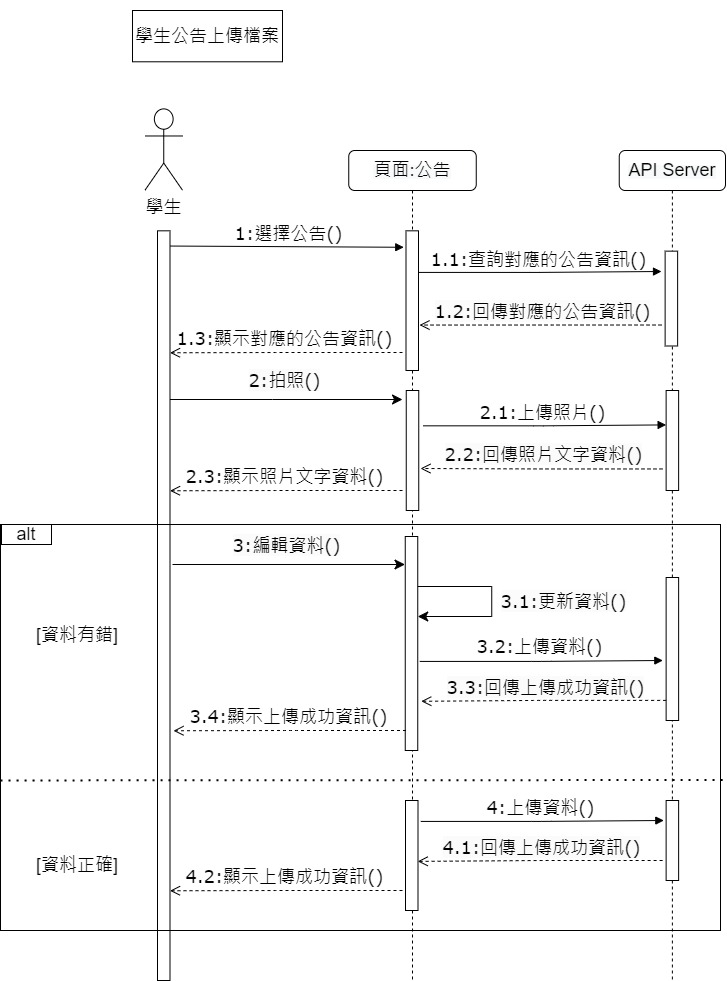 學生公告上傳檔案
學生
頁面:公告
API Server
1:選擇公告()
1.1:查詢對應的公告資訊()
1.2:回傳對應的公告資訊()
1.3:顯示對應的公告資訊()
2:拍照()
2.1:上傳照片()
2.2:回傳照片文字資料()
2.3:顯示照片文字資料()
alt
3:編輯資料()
3.1:更新資料()
[資料有錯]
3.2:上傳資料()
3.3:回傳上傳成功資訊()
3.4:顯示上傳成功資訊()
4:上傳資料()
4.1:回傳上傳成功資訊()
[資料正確]
4.2:顯示上傳成功資訊()